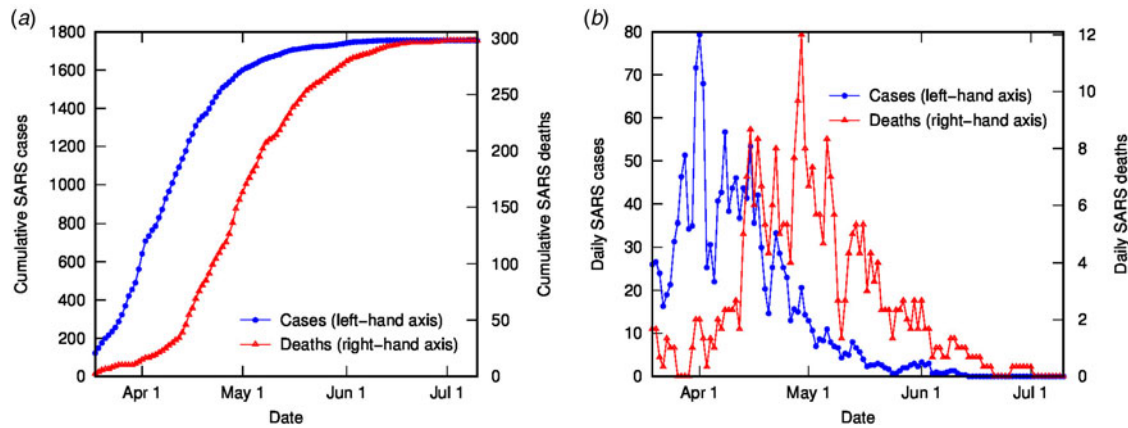 (a)
1800
1600
1400
1200
1000
800
600
400
200
0
Cumulative SARS cases
300
250
200
150
100
50
0
Cumulative SARS deaths
Cases (left-hand axis)
Deaths (right-hand axis)
Apr 1
May 1
Jun 1
Jul 1
Date
(b)
80
70
60
50
40
30
20
10
0
Daily SARS cases
12
10
8
6
4
2
0
Daily SARS deaths
Cases (left-hand axis)
Deaths (right-hand axis)
Apr 1
May 1
Jun 1
Jul 1
Date